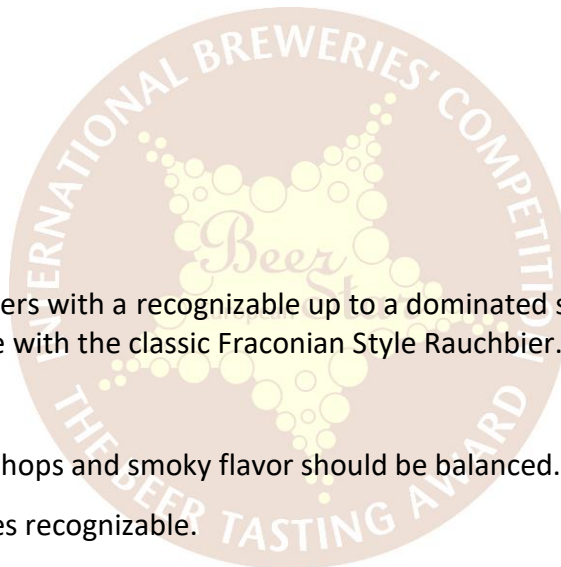 INTERNATIONAL BREWERIES' COMPETITION
Beer
Star
European
ers with a recognizable up to a dominated s
e with the classic Fraconian Style Rauchbier.
hops and smoky flavor should be balanced.
es recognizable.
THE BEER TASTING AWARD